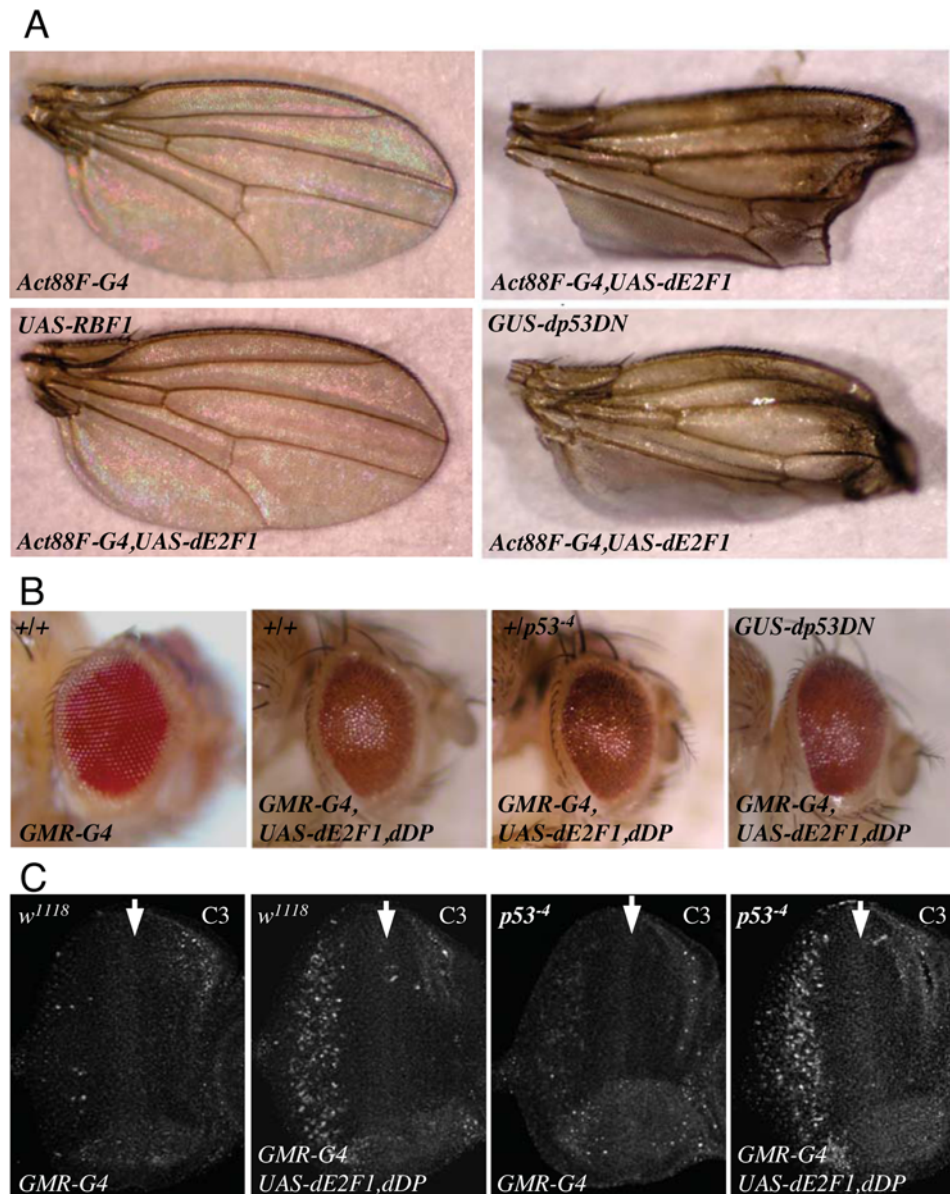 A
Act88F-G4
Act88F-G4,UAS-dE2F1
UAS-RBF1
Act88F-G4,UAS-dE2F1
GUS-dp53DN
Act88F-G4,UAS-dE2F1
B
+/+
GMR-G4
+/+
GMR-G4,
UAS-dE2F1,dDP
+/p53⁻⁴
GMR-G4,
UAS-dE2F1,dDP
GUS-dp53DN
GMR-G4,
UAS-dE2F1,dDP
C
w¹¹¹⁸ C3
GMR-G4
w¹¹¹⁸ C3
GMR-G4
UAS-dE2F1,dDP
p53⁻⁴ C3
GMR-G4
p53⁻⁴ C3
GMR-G4
UAS-dE2F1,dDP